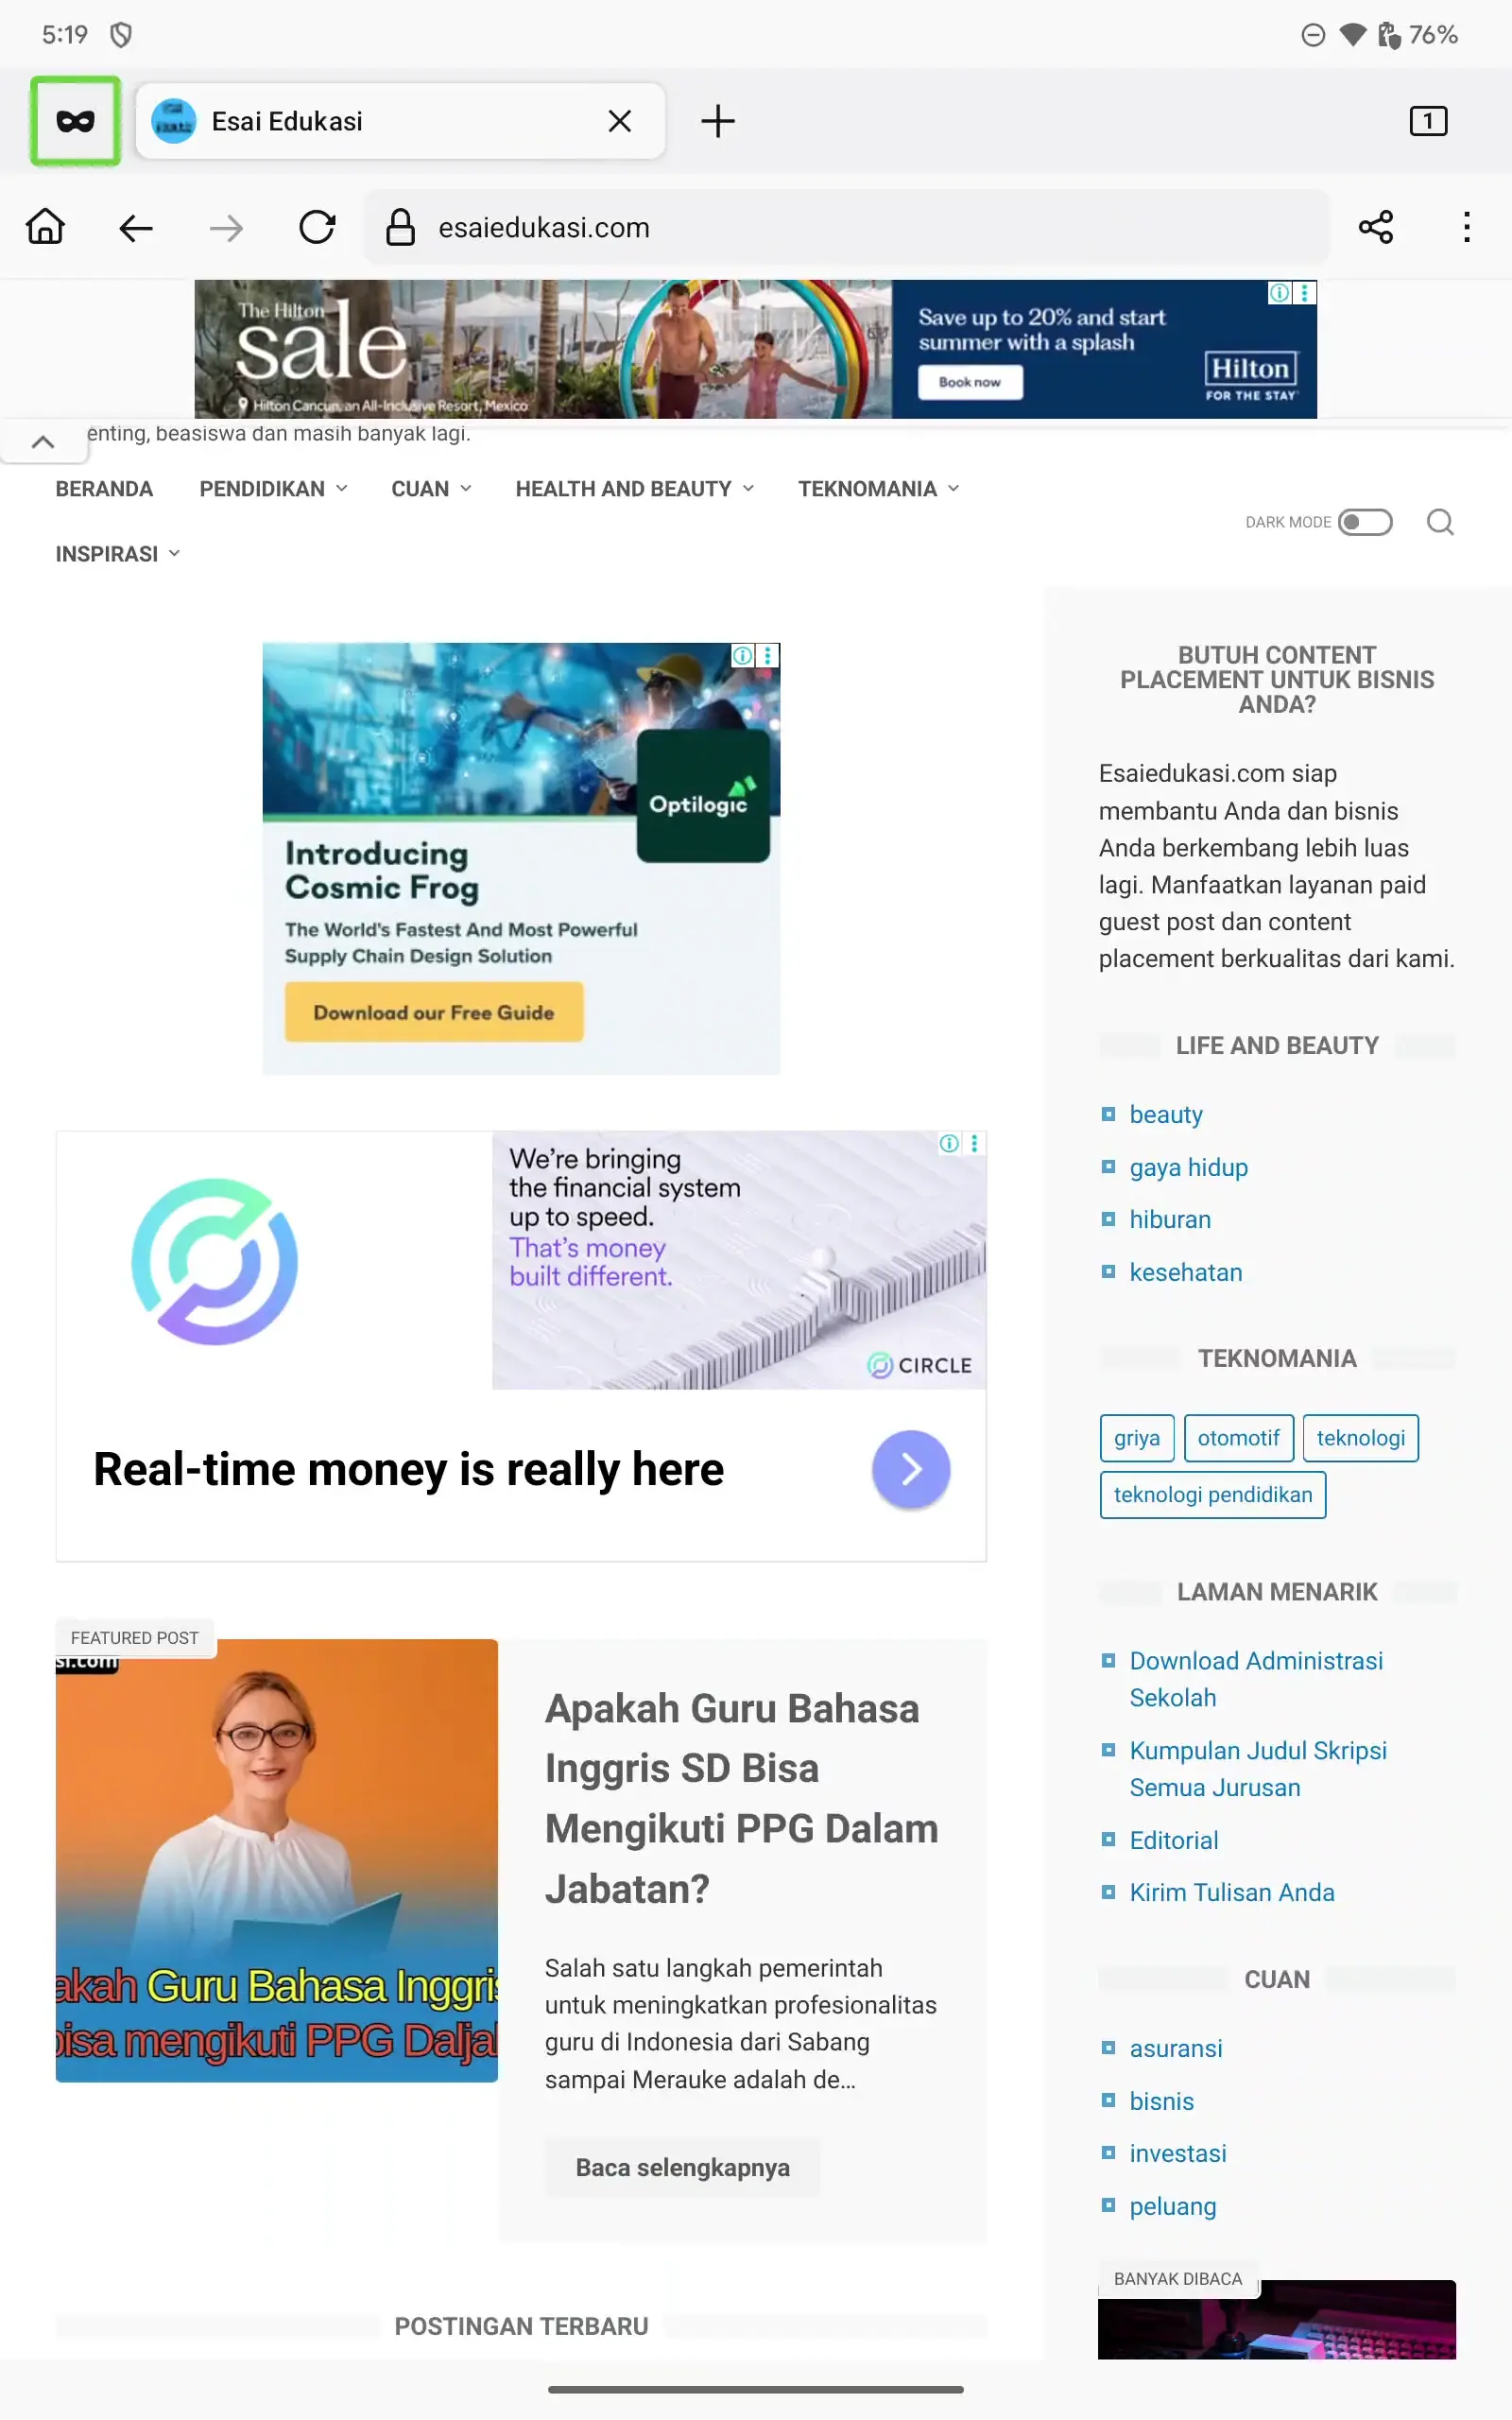 5:19
76%
Esai Edukasi
1
esaiedukasi.com
The Hilton
sale
Hilton Cancun, an All-Inclusive Resort, Mexico
Save up to 20% and start
summer with a splash
Book now
Hilton
FOR THE STAY
enting, beasiswa dan masih banyak lagi.
BERANDA PENDIDIKAN CUAN HEALTH AND BEAUTY TEKNOMANIA
INSPIRASI
DARK MODE
Optilogic
Introducing
Cosmic Frog
The World's Fastest And Most Powerful
Supply Chain Design Solution
Download our Free Guide
We're bringing
the financial system
up to speed.
That's money
built different.
CIRCLE
Real-time money is really here
FEATURED POST
si.com
akah Guru Bahasa Inggris
bisa mengikuti PPG Daljal
Apakah Guru Bahasa
Inggris SD Bisa
Mengikuti PPG Dalam
Jabatan?
Salah satu langkah pemerintah
untuk meningkatkan profesionalitas
guru di Indonesia dari Sabang
sampai Merauke adalah de…
Baca selengkapnya
POSTINGAN TERBARU
BUTUH CONTENT
PLACEMENT UNTUK BISNIS
ANDA?
Esaiedukasi.com siap
membantu Anda dan bisnis
Anda berkembang lebih luas
lagi. Manfaatkan layanan paid
guest post dan content
placement berkualitas dari kami.
LIFE AND BEAUTY
beauty
gaya hidup
hiburan
kesehatan
TEKNOMANIA
griya otomotif teknologi
teknologi pendidikan
LAMAN MENARIK
Download Administrasi
Sekolah
Kumpulan Judul Skripsi
Semua Jurusan
Editorial
Kirim Tulisan Anda
CUAN
asuransi
bisnis
investasi
peluang
BANYAK DIBACA